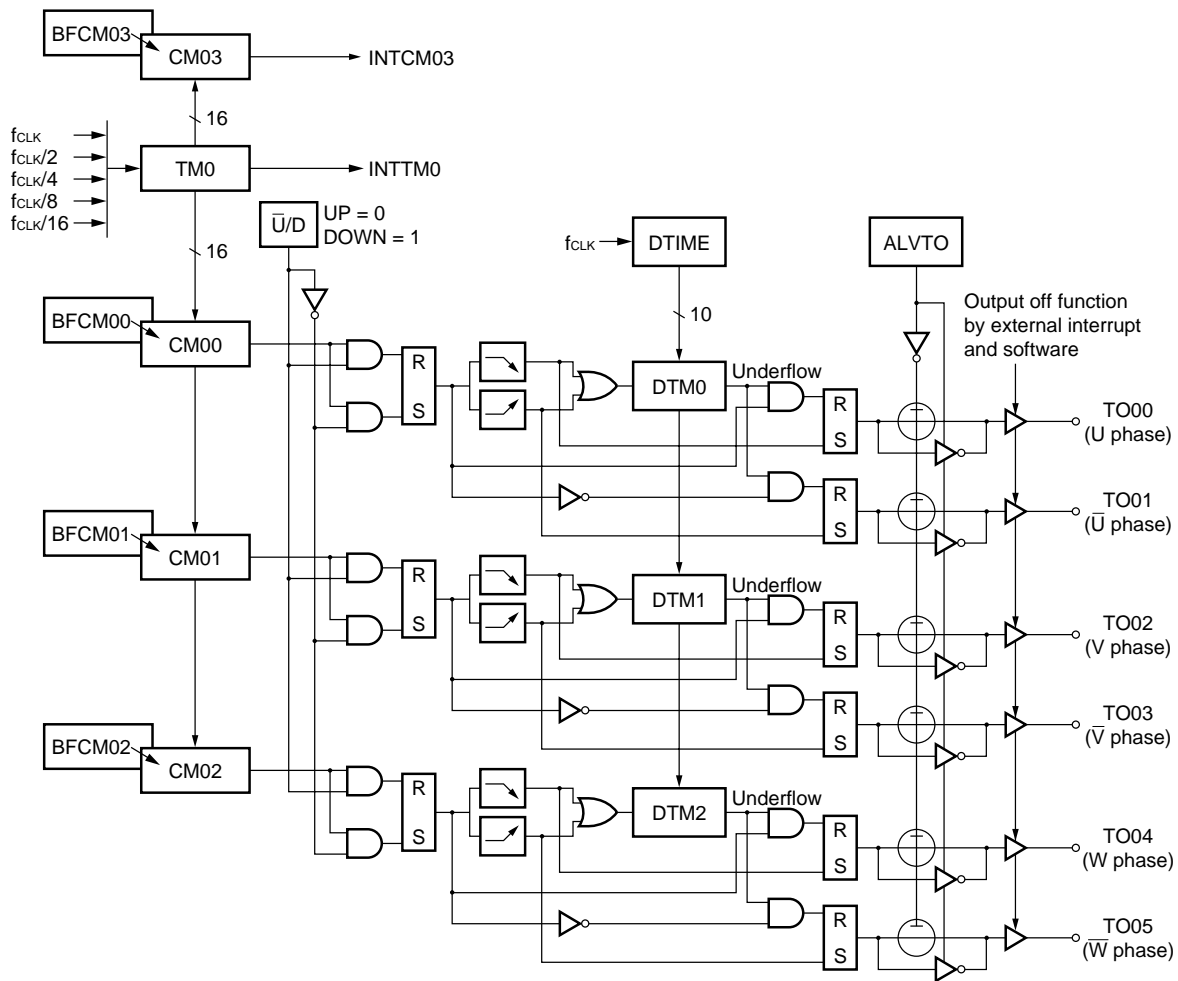 BFCM03
CM03
INTCM03
16
fCLK
fCLK/2
fCLK/4
fCLK/8
fCLK/16
TM0
INTTM0
16
U̅/D
UP = 0
DOWN = 1
fCLK
DTIME
ALVTO
10
Output off function
by external interrupt
and software
BFCM00
CM00
R
S
DTM0
Underflow
R
S
TO00
(U phase)
R
S
TO01
(U̅ phase)
BFCM01
CM01
R
S
DTM1
Underflow
R
S
TO02
(V phase)
R
S
TO03
(V̅ phase)
BFCM02
CM02
R
S
DTM2
Underflow
R
S
TO04
(W phase)
R
S
TO05
(W̅ phase)